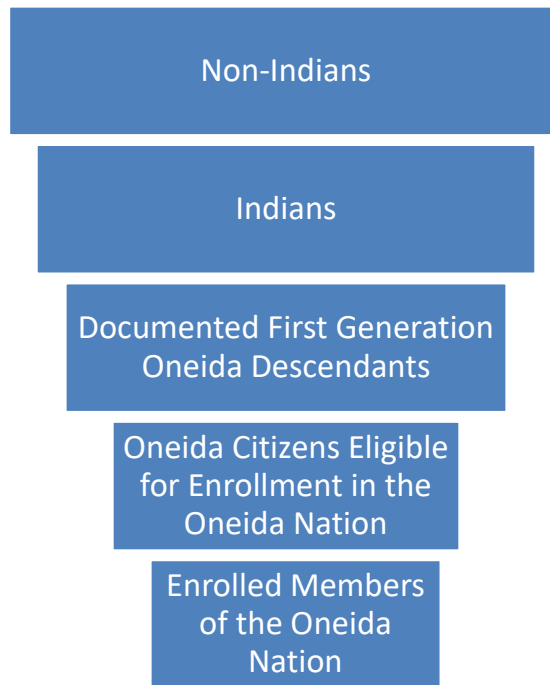 Non-Indians
Indians
Documented First Generation
Oneida Descendants
Oneida Citizens Eligible
for Enrollment in the
Oneida Nation
Enrolled Members
of the Oneida
Nation